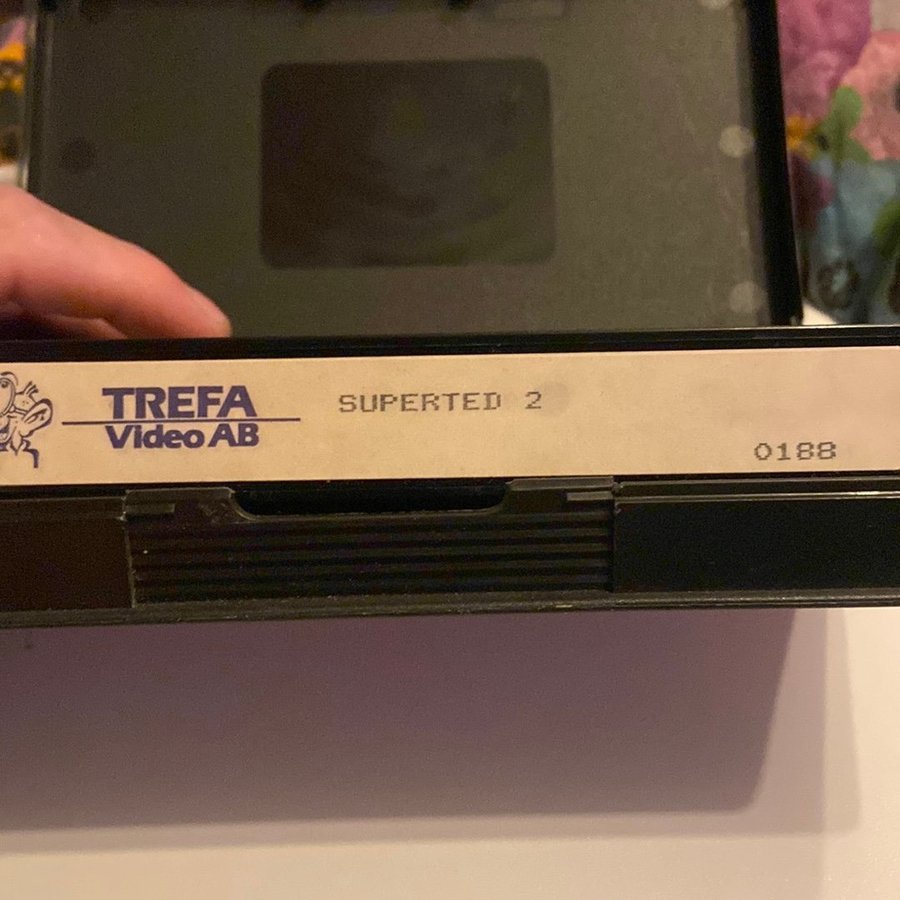 TREFA
Video AB
SUPERTED 2
0188